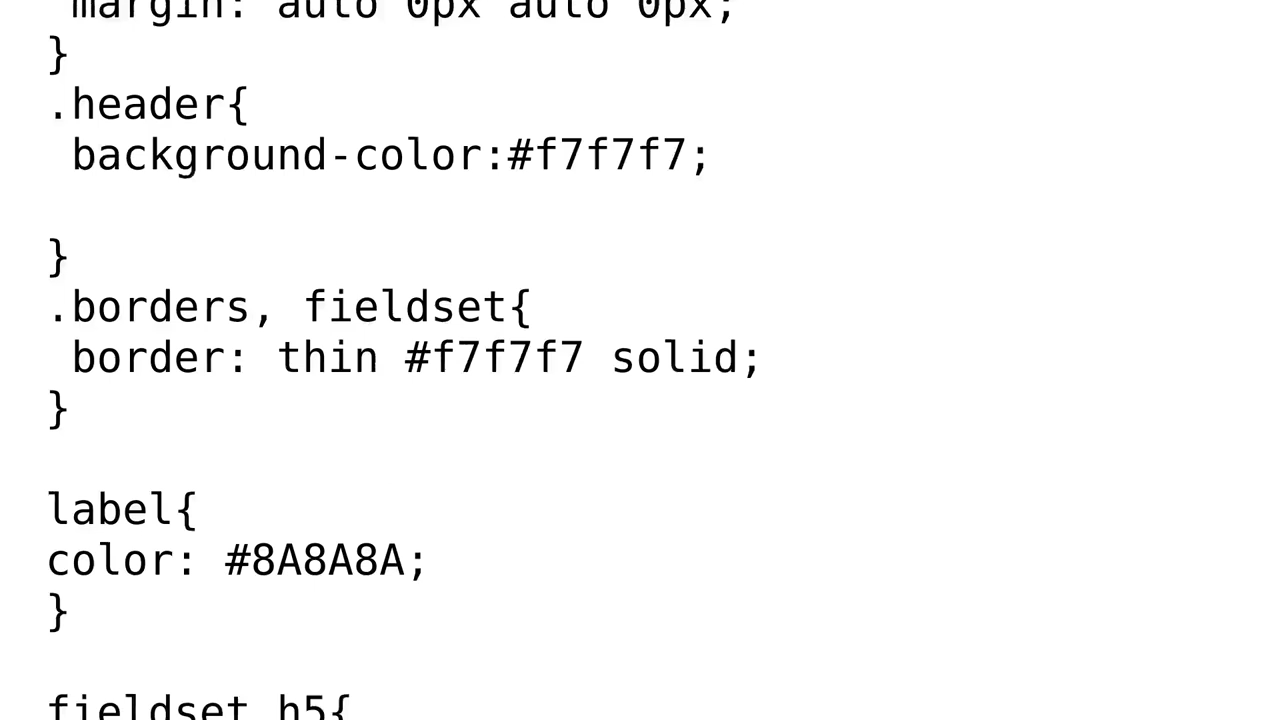 margin: auto 0px auto 0px;
}
.header{
background-color:#f7f7f7;
}
.borders, fieldset{
border: thin #f7f7f7 solid;
}
label{
color: #8A8A8A;
}
fieldset h5{